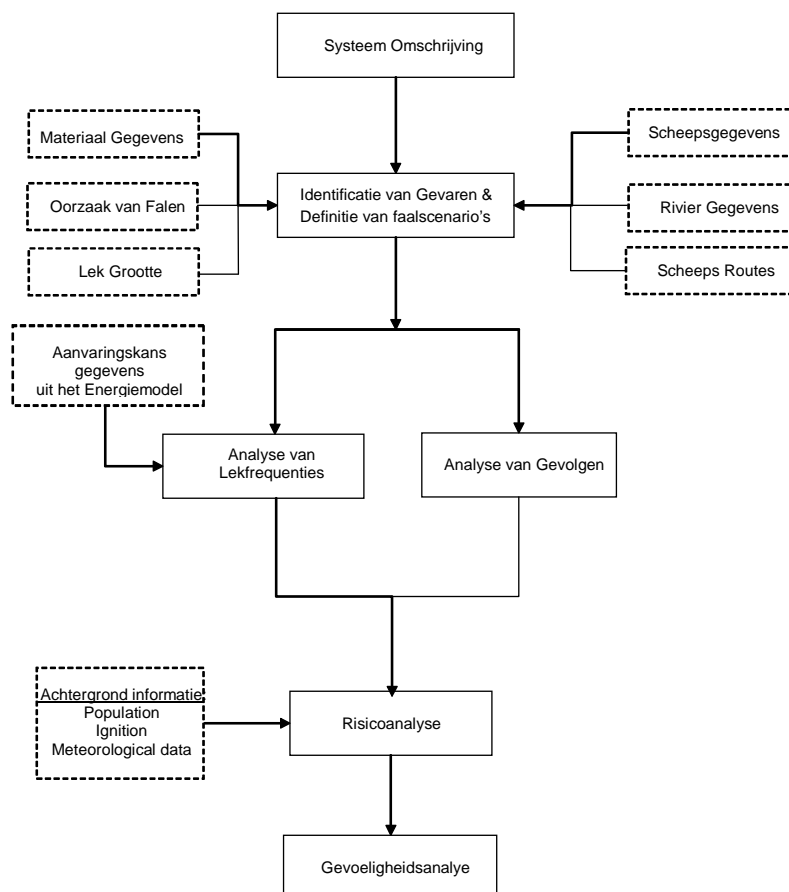 Systeem Omschrijving
Materiaal Gegevens
Scheepsgegevens
Oorzaak van Falen
Identificatie van Gevaren &
Definitie van faalscenario's
Rivier Gegevens
Lek Grootte
Scheeps Routes
Aanvaringskans
gegevens
uit het Energiemodel
Analyse van
Lekfrequenties
Analyse van Gevolgen
Achtergrond informatie
Population
Ignition
Meteorological data
Risicoanalyse
Gevoeligheidsanalye